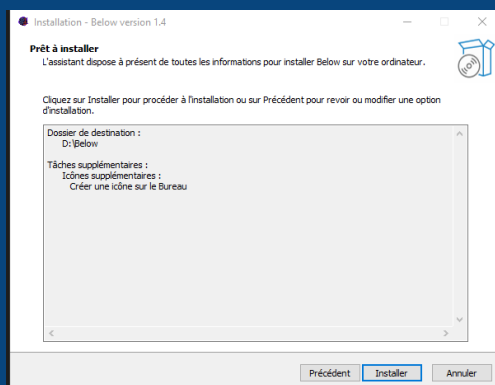 Installation - Below version 1.4
Prêt à installer
L'assistant dispose à présent de toutes les informations pour installer Below sur votre ordinateur.
Cliquez sur Installer pour procéder à l'installation ou sur Précédent pour revoir ou modifier une option
d'installation.
Dossier de destination :
D:\Below
Tâches supplémentaires :
Icônes supplémentaires :
Créer une icône sur le Bureau
Précédent Installer Annuler